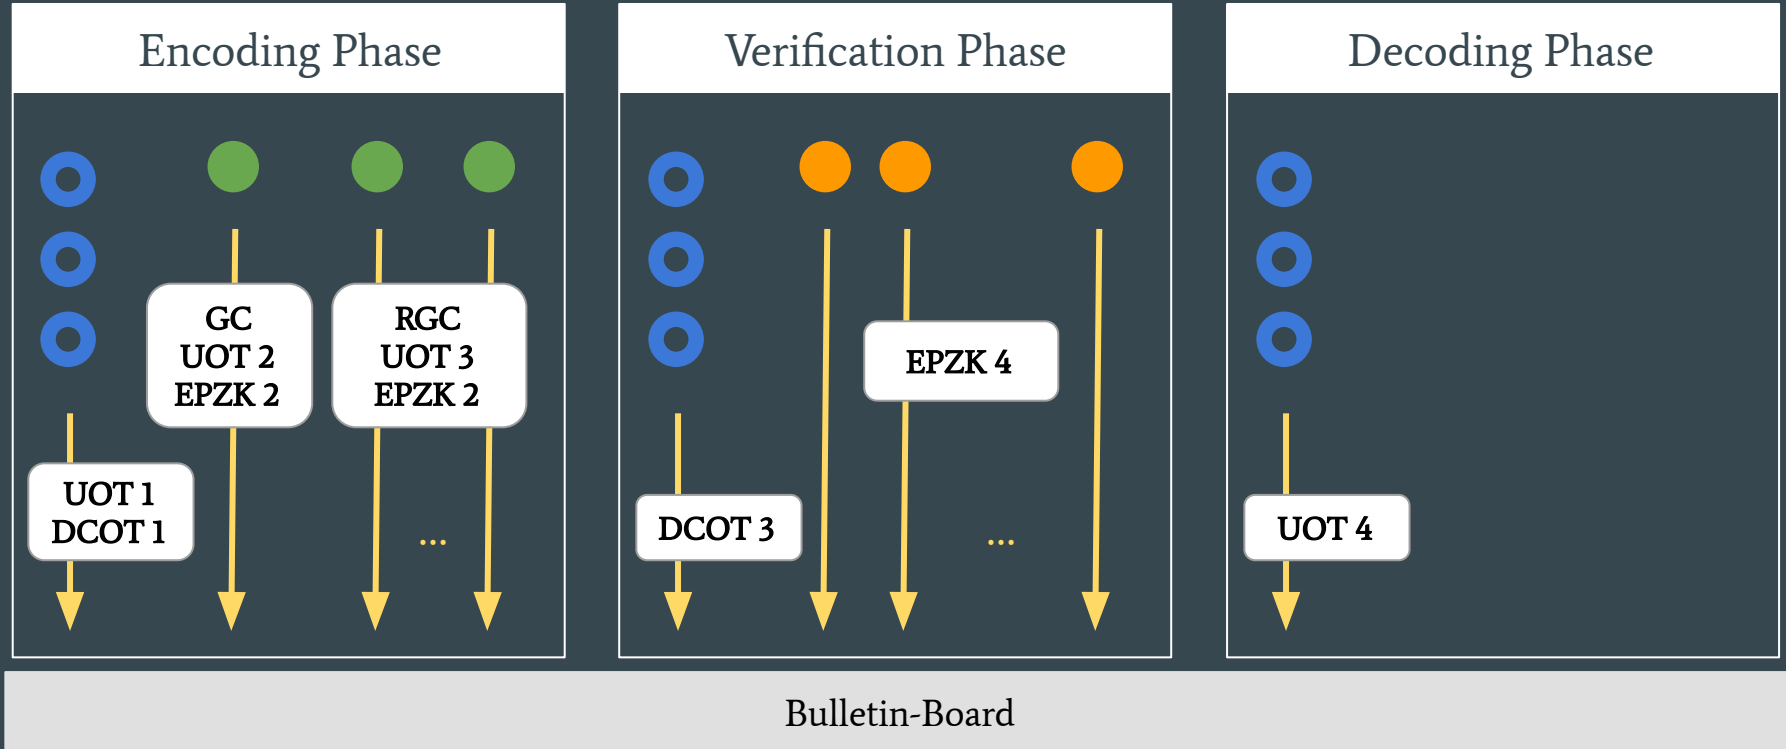 Encoding Phase
GC
UOT 2
EPZK 2
RGC
UOT 3
EPZK 2
UOT 1
DCOT 1
...
Verification Phase
EPZK 4
DCOT 3
...
Decoding Phase
UOT 4
Bulletin-Board